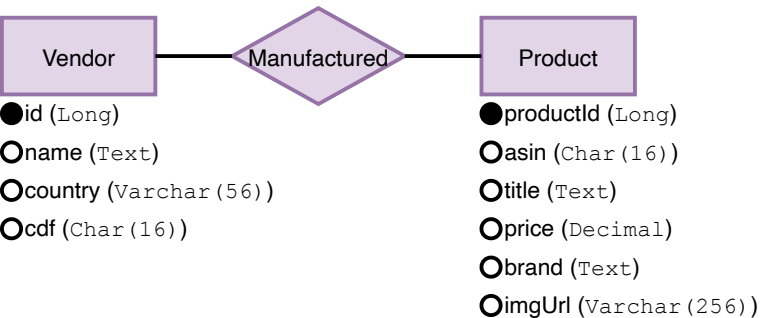 Vendor
Manufactured
Product
id (Long)
name (Text)
country (Varchar(56))
cdf (Char(16))
productId (Long)
asin (Char(16))
title (Text)
price (Decimal)
brand (Text)
imgUrl (Varchar(256))